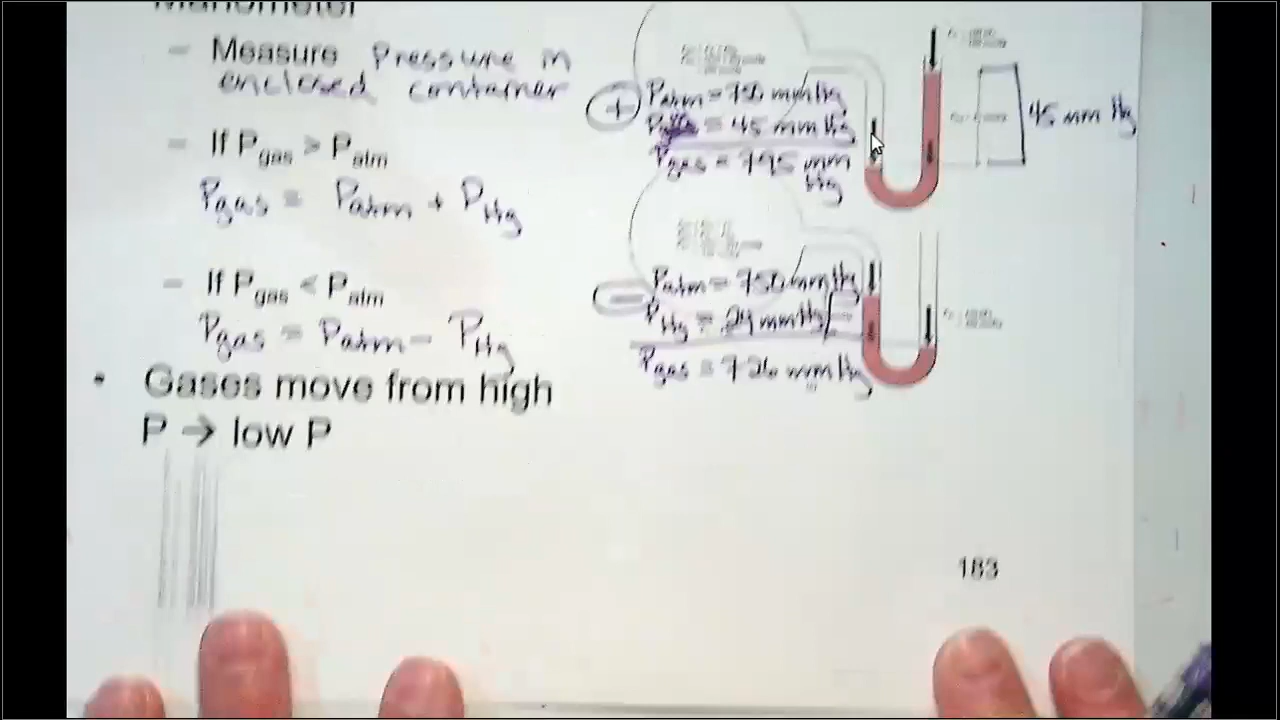 Manometer
– Measure Pressure in
enclosed container
– If Pgas > Patm
Pgas = Patm + PHg
– If Pgas < Patm
Pgas = Patm – PHg
• Gases move from high
P → low P
+ Patm = 750 mmHg
= 45 mmHg
Pgas = 795 mm
Hg
45 mm Hg
– Patm = 750 mmHg
PHg = 24 mmHg
Pgas = 726 mmHg
183